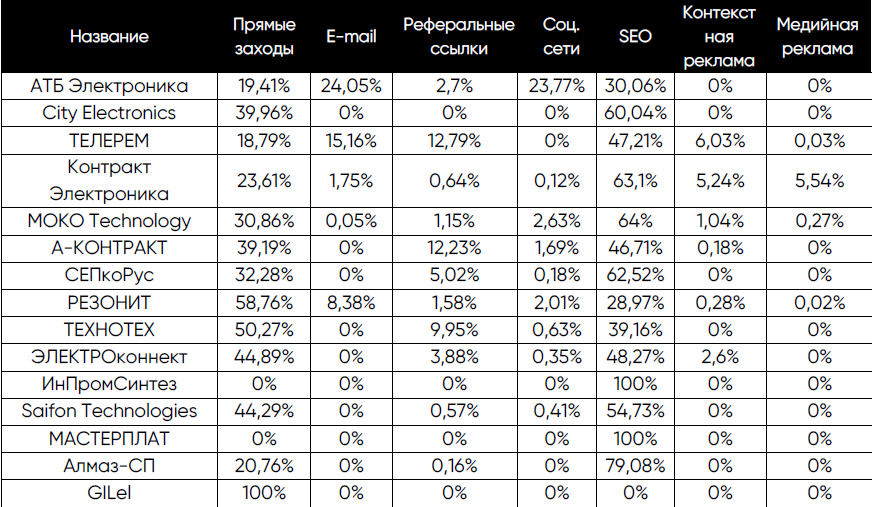 Название Прямые заходы E-mail Реферальные ссылки Соц. сети SEO Контекст ная реклама Медийная реклама
АТБ Электроника 19,41% 24,05% 2,7% 23,77% 30,06% 0% 0%
City Electronics 39,96% 0% 0% 0% 60,04% 0% 0%
ТЕЛЕРЕМ 18,79% 15,16% 12,79% 0% 47,21% 6,03% 0,03%
Контракт Электроника 23,61% 1,75% 0,64% 0,12% 63,1% 5,24% 5,54%
MOKO Technology 30,86% 0,05% 1,15% 2,63% 64% 1,04% 0,27%
А-КОНТРАКТ 39,19% 0% 12,23% 1,69% 46,71% 0,18% 0%
СЕПкоРус 32,28% 0% 5,02% 0,18% 62,52% 0% 0%
РЕЗОНИТ 58,76% 8,38% 1,58% 2,01% 28,97% 0,28% 0,02%
ТЕХНОТЕХ 50,27% 0% 9,95% 0,63% 39,16% 0% 0%
ЭЛЕКТРОконнект 44,89% 0% 3,88% 0,35% 48,27% 2,6% 0%
ИнПромСинтез 0% 0% 0% 0% 100% 0% 0%
Saifon Technologies 44,29% 0% 0,57% 0,41% 54,73% 0% 0%
МАСТЕРПЛАТ 0% 0% 0% 0% 100% 0% 0%
Алмаз-СП 20,76% 0% 0,16% 0% 79,08% 0% 0%
GILel 100% 0% 0% 0% 0% 0% 0%